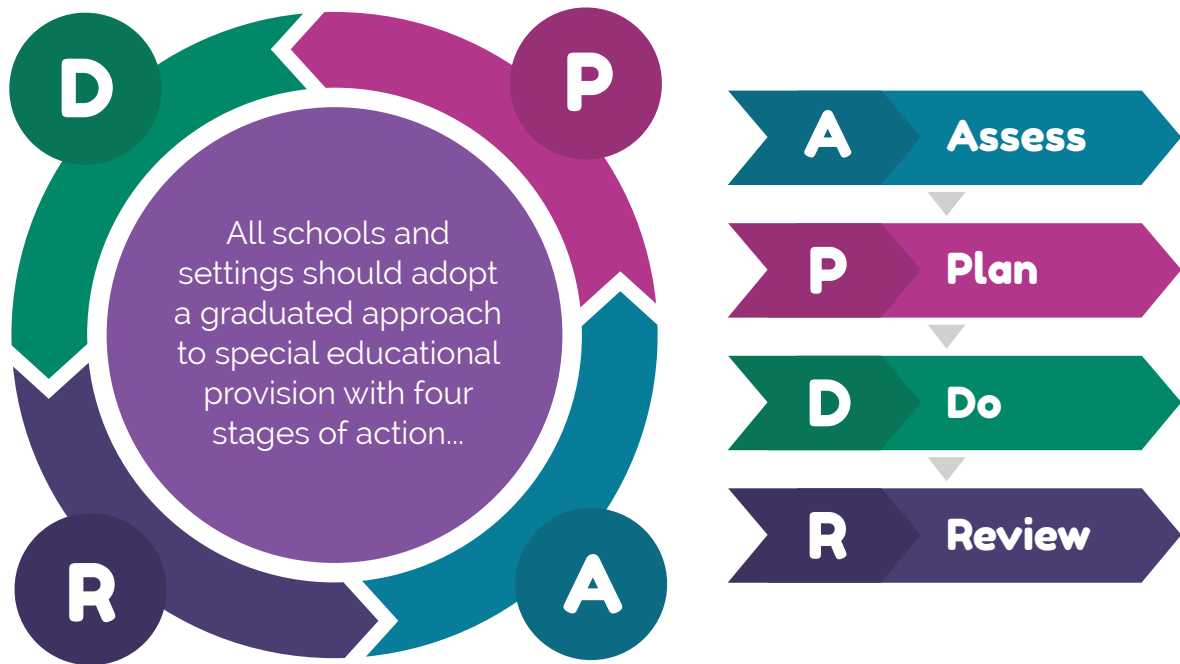 D
P
All schools and
settings should adopt
a graduated approach
to special educational
provision with four
stages of action...
R
A
A Assess
P Plan
D Do
R Review